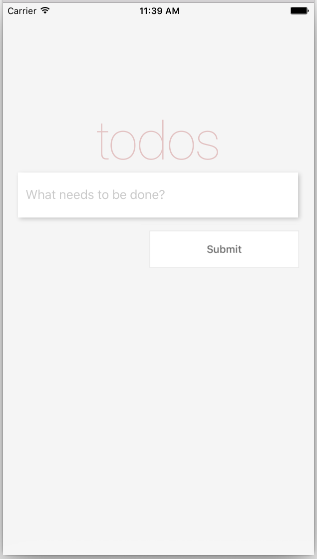 Carrier 11:39 AM
todos
What needs to be done?
Submit